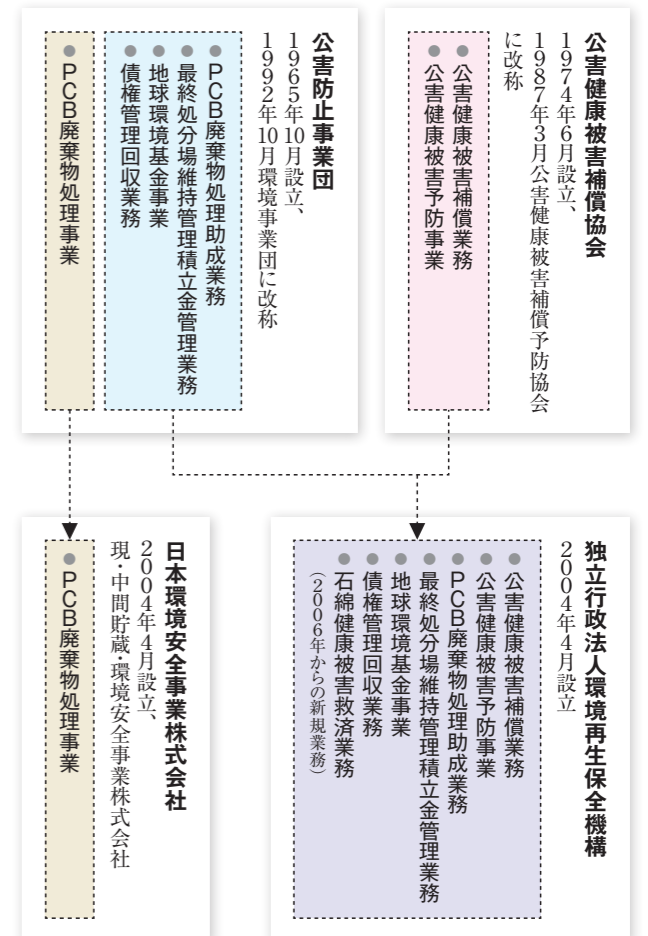 公害健康被害補償協会
1974年6月設立、
1987年3月公害健康被害補償予防協会
に改称
● 公害健康被害補償業務
● 公害健康被害予防事業
公害防止事業団
1965年10月設立、
1992年10月環境事業団に改称
● PCB廃棄物処理助成業務
● 最終処分場維持管理積立金管理業務
● 地球環境基金事業
● 債権管理回収業務
● PCB廃棄物処理事業
独立行政法人環境再生保全機構
2004年4月設立
● 公害健康被害補償業務
● 公害健康被害予防事業
● PCB廃棄物処理助成業務
● 最終処分場維持管理積立金管理業務
● 地球環境基金事業
● 債権管理回収業務
● 石綿健康被害救済業務
（2006年からの新規業務）
日本環境安全事業株式会社
2004年4月設立、
現・中間貯蔵・環境安全事業株式会社
● PCB廃棄物処理事業